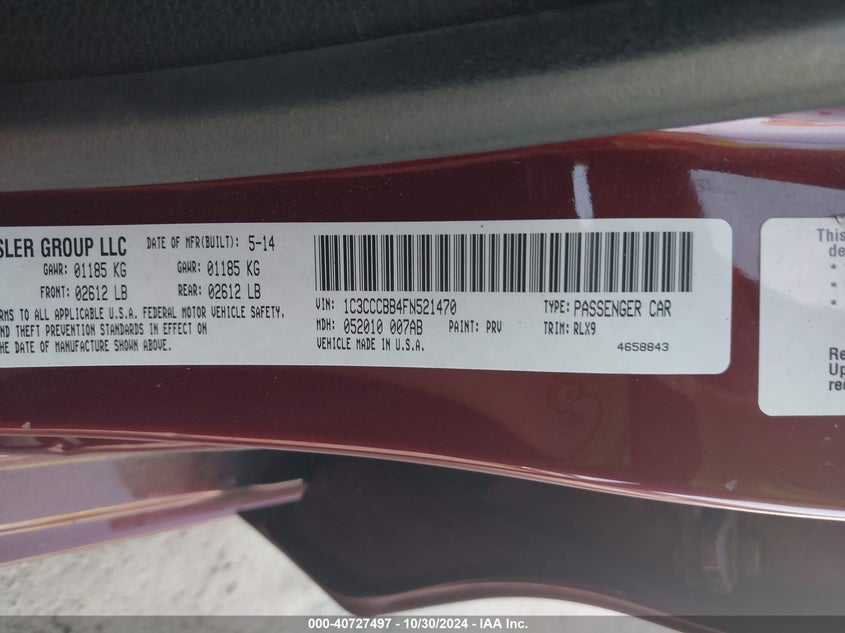 SLER GROUP LLC DATE OF MFR(BUILT): 5-14
GAWR: 01185 KG GAWR: 01185 KG
FRONT: 02612 LB REAR: 02612 LB
RMS TO ALL APPLICABLE U.S.A. FEDERAL MOTOR VEHICLE SAFETY,
ND THEFT PREVENTION STANDARDS IN EFFECT ON
HE DATE OF MANUFACTURE SHOWN ABOVE.
VIN: 1C3CCCBB4FN521470 TYPE: PASSENGER CAR
MDH: 052010 007AB PAINT: PRV TRIM: RLX9
VEHICLE MADE IN U.S.A. 4658843
This
de
*
*
*
Re
Up
rec
000-40727497 - 10/30/2024 - IAA Inc.